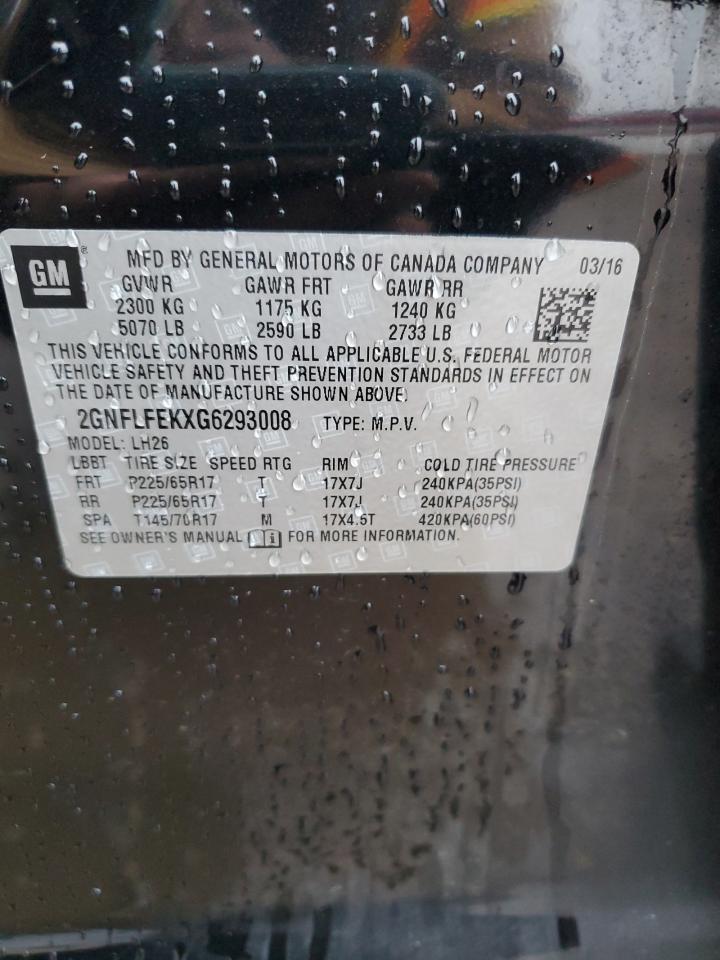 GM ® MFD BY GENERAL MOTORS OF CANADA COMPANY 03/16
GVWR GAWR FRT GAWR RR
2300 KG 1175 KG 1240 KG
5070 LB 2590 LB 2733 LB
THIS VEHICLE CONFORMS TO ALL APPLICABLE U.S. FEDERAL MOTOR
VEHICLE SAFETY AND THEFT PREVENTION STANDARDS IN EFFECT ON
THE DATE OF MANUFACTURE SHOWN ABOVE.
2GNFLFEKXG6293008 TYPE: M.P.V.
MODEL: LH26
LBBT TIRE SIZE SPEED RTG RIM COLD TIRE PRESSURE
FRT P225/65R17 T 17X7J 240KPA(35PSI)
RR P225/65R17 T 17X7J 240KPA(35PSI)
SPA T145/70R17 M 17X4.5T 420KPA(60PSI)
SEE OWNER'S MANUAL i FOR MORE INFORMATION.